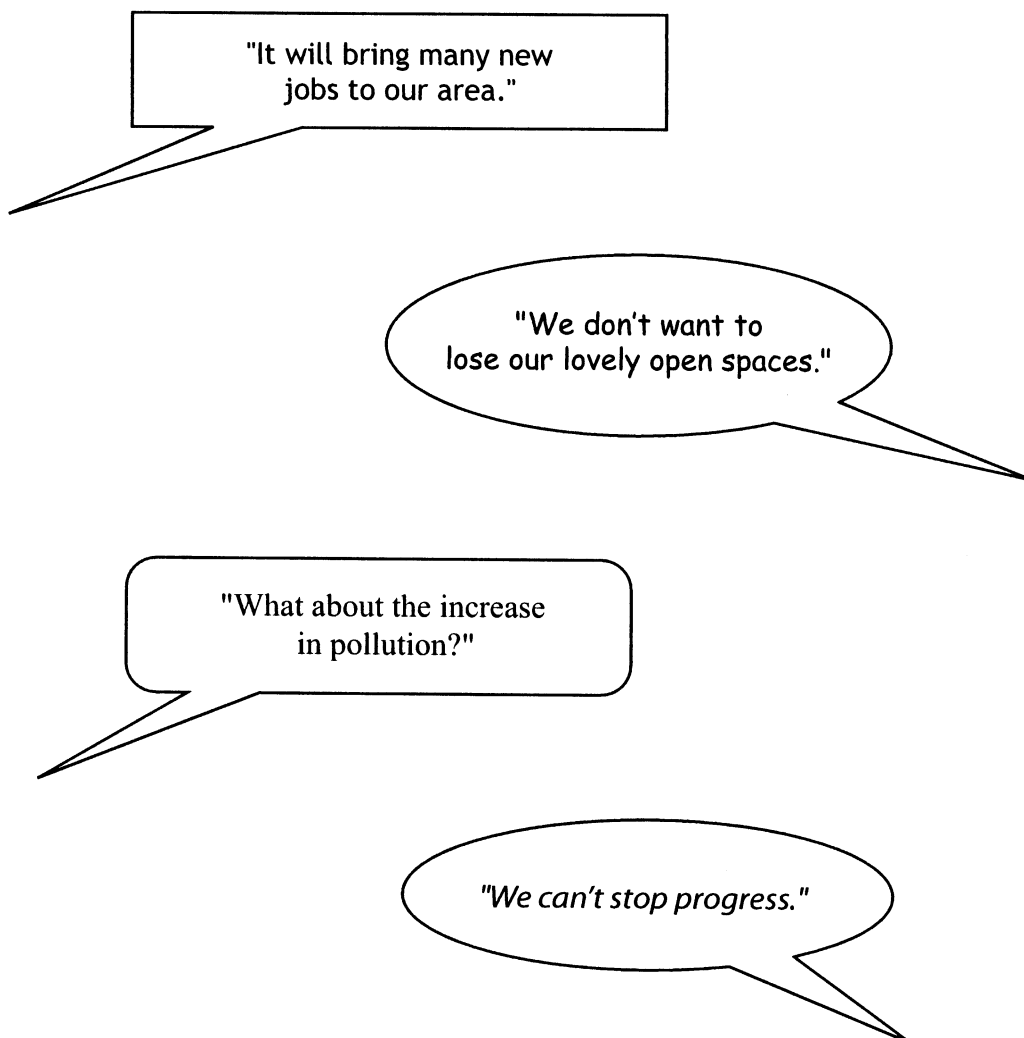 "It will bring many new
jobs to our area."
"We don't want to
lose our lovely open spaces."
"What about the increase
in pollution?"
"We can't stop progress."